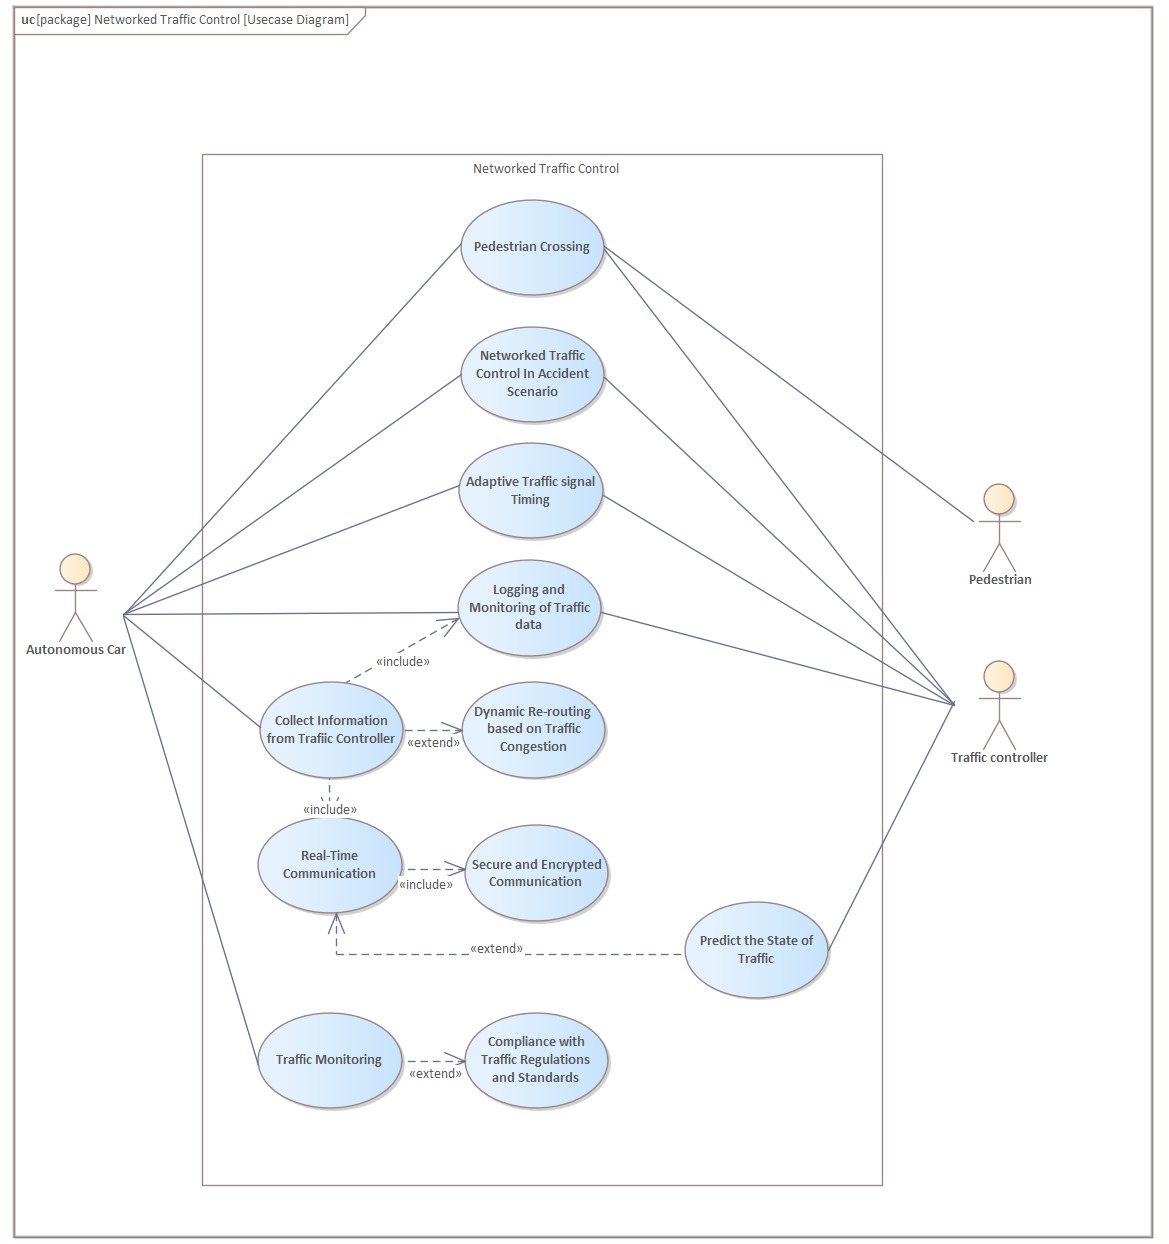 uc [package] Networked Traffic Control [Usecase Diagram]
Networked Traffic Control
Pedestrian Crossing
Networked Traffic
Control In Accident
Scenario
Adaptive Traffic signal
Timing
Pedestrian
Logging and
Monitoring of Traffic
data
Autonomous Car
«include»
Traffic controller
Collect Information
from Traffic Controller
«extend»
Dynamic Re-routing
based on Traffic
Congestion
«include»
Real-Time
Communication
«include»
Secure and Encrypted
Communication
«extend»
Predict the State of
Traffic
Traffic Monitoring
«extend»
Compliance with
Traffic Regulations
and Standards